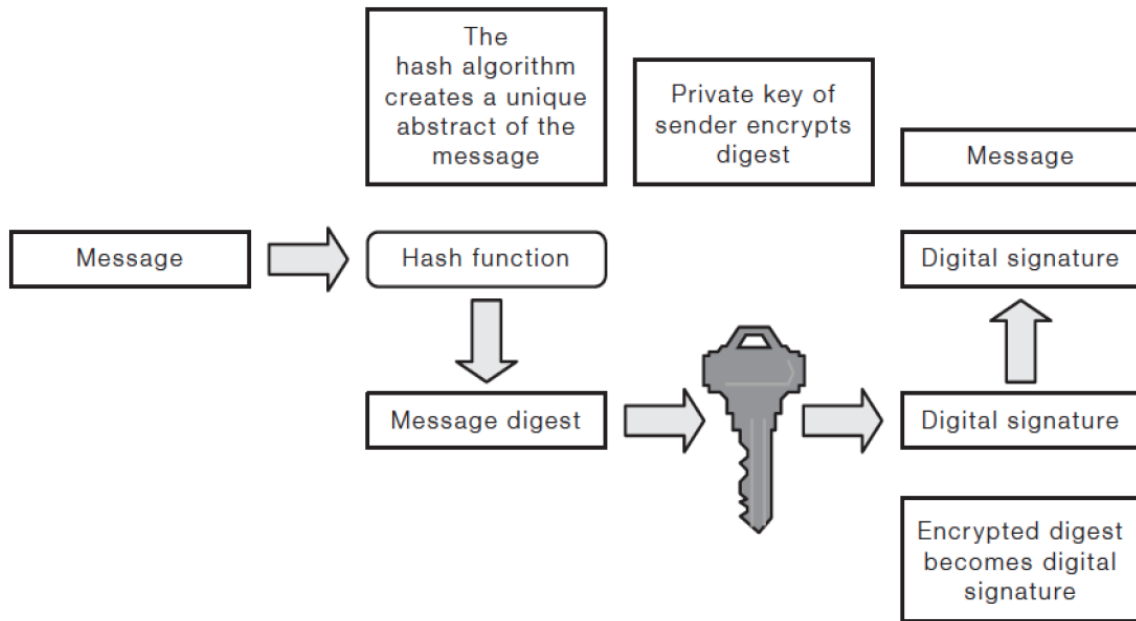 The
hash algorithm
creates a unique
abstract of the
message
Private key of
sender encrypts
digest
Message
Message
Hash function
Digital signature
Message digest
Digital signature
Encrypted digest
becomes digital
signature